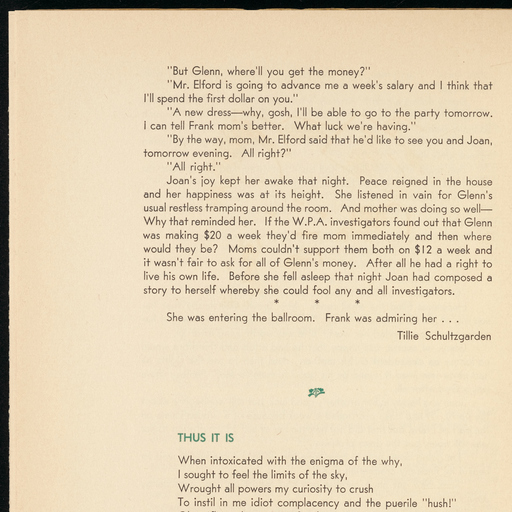 "But Glenn, where'll you get the money?"
"Mr. Elford is going to advance me a week's salary and I think that
I'll spend the first dollar on you."
"A new dress—why, gosh, I'll be able to go to the party tomorrow.
I can tell Frank mom's better. What luck we're having."
"By the way, mom, Mr. Elford said that he'd like to see you and Joan,
tomorrow evening. All right?"
"All right."
Joan's joy kept her awake that night. Peace reigned in the house
and her happiness was at its height. She listened in vain for Glenn's
usual restless tramping around the room. And mother was doing so well—
Why that reminded her. If the W.P.A. investigators found out that Glenn
was making $20 a week they'd fire mom immediately and then where
would they be? Moms couldn't support them both on $12 a week and
it wasn't fair to ask for all of Glenn's money. After all he had a right to
live his own life. Before she fell asleep that night Joan had composed a
story to herself whereby she could fool any and all investigators.
* * *
She was entering the ballroom. Frank was admiring her . . .
Tillie Schultzgarden
THUS IT IS
When intoxicated with the enigma of the why,
I sought to feel the limits of the sky,
Wrought all powers my curiosity to crush
To instil in me idiot complacency and the puerile "hush!"